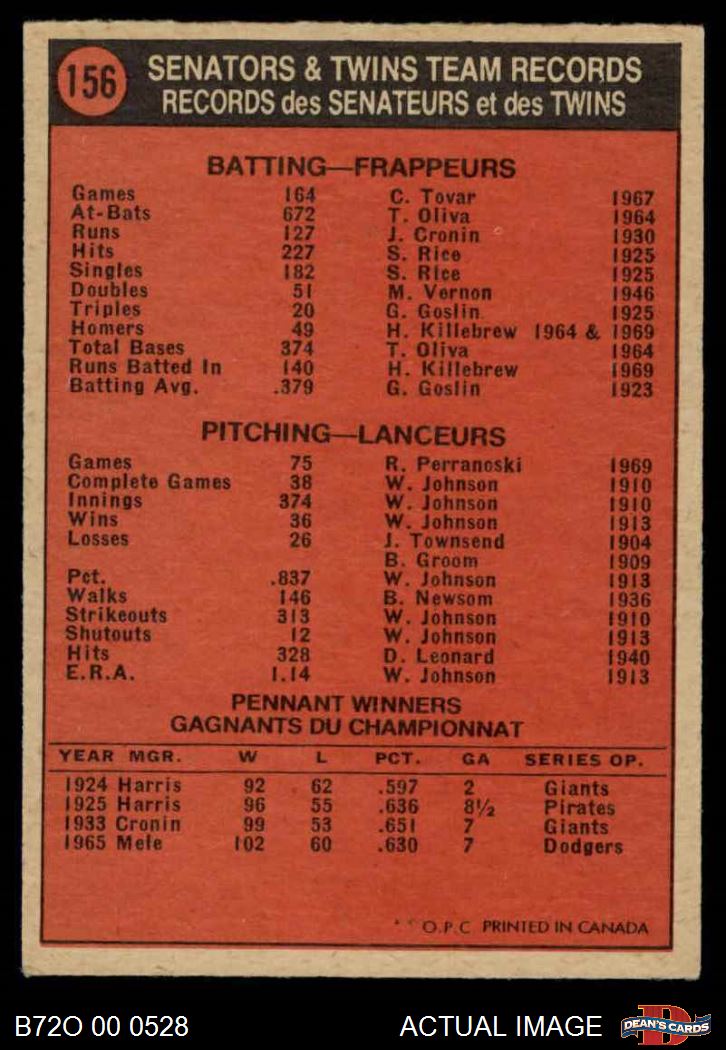 156
SENATORS & TWINS TEAM RECORDS
RECORDS des SENATEURS et des TWINS
BATTING—FRAPPEURS
Games 164 C. Tovar 1967
At-Bats 672 T. Oliva 1964
Runs 127 J. Cronin 1930
Hits 227 S. Rice 1925
Singles 182 S. Rice 1925
Doubles 51 M. Vernon 1946
Triples 20 G. Goslin 1925
Homers 49 H. Killebrew 1964 & 1969
Total Bases 374 T. Oliva 1964
Runs Batted In 140 H. Killebrew 1969
Batting Avg. .379 G. Goslin 1923
PITCHING—LANCEURS
Games 75 R. Perranoski 1969
Complete Games 38 W. Johnson 1910
Innings 374 W. Johnson 1910
Wins 36 W. Johnson 1913
Losses 26 J. Townsend 1904
B. Groom 1909
Pct. .837 W. Johnson 1913
Walks 146 B. Newsom 1936
Strikeouts 313 W. Johnson 1910
Shutouts 12 W. Johnson 1913
Hits 328 D. Leonard 1940
E.R.A. 1.14 W. Johnson 1913
PENNANT WINNERS
GAGNANTS DU CHAMPIONNAT
YEAR MGR. W L PCT. GA SERIES OP.
1924 Harris 92 62 .597 2 Giants
1925 Harris 96 55 .636 8½ Pirates
1933 Cronin 99 53 .651 7 Giants
1965 Mele 102 60 .630 7 Dodgers
* * O.P.C PRINTED IN CANADA
B72O 00 0528 ACTUAL IMAGE
D
DEAN'S CARDS